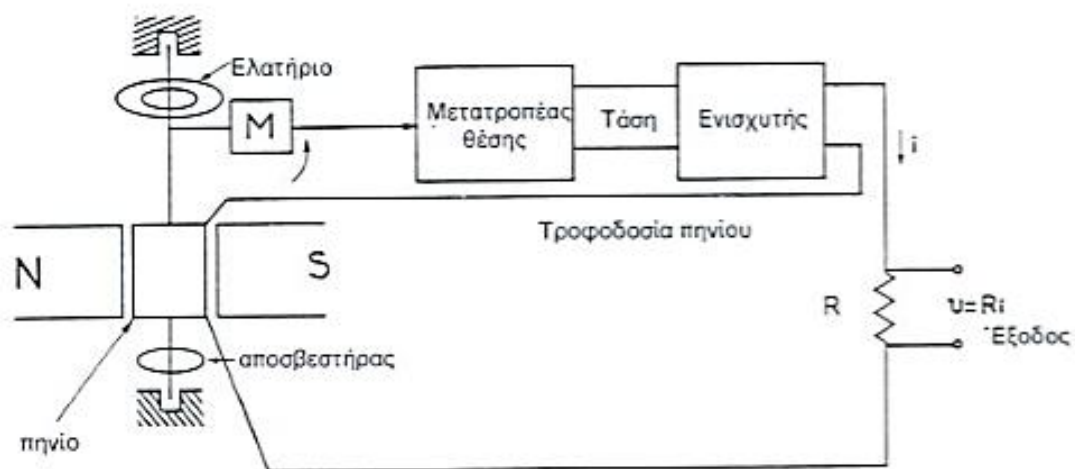 Ελατήριο
M
Μετατροπέας
θέσης
Τάση
Ενισχυτής
i
Τροφοδοσία πηνίου
N
S
R
υ=Ri
Έξοδος
αποσβεστήρας
πηνίο